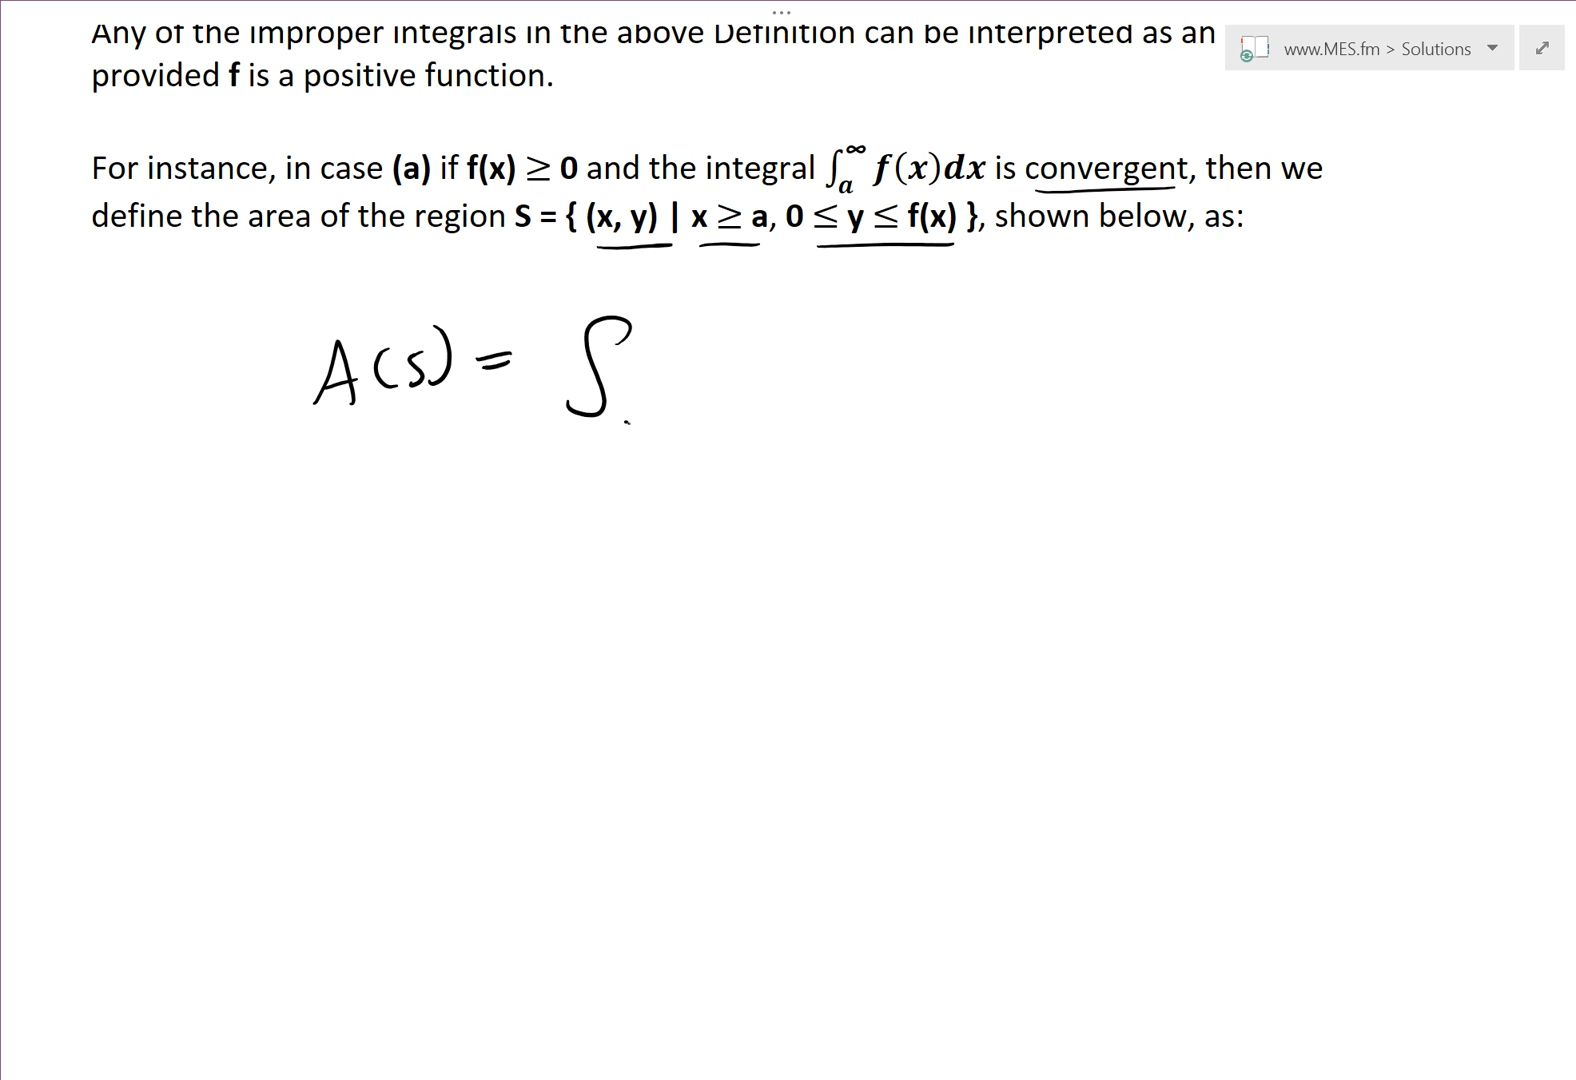 Any of the improper integrals in the above Definition can be interpreted as an
www.MES.fm > Solutions
provided f is a positive function.
For instance, in case (a) if f(x) ≥ 0 and the integral ∫ₐ^∞ f(x)dx is convergent, then we
define the area of the region S = { (x, y) | x ≥ a, 0 ≤ y ≤ f(x) }, shown below, as:
A(S) = ∫